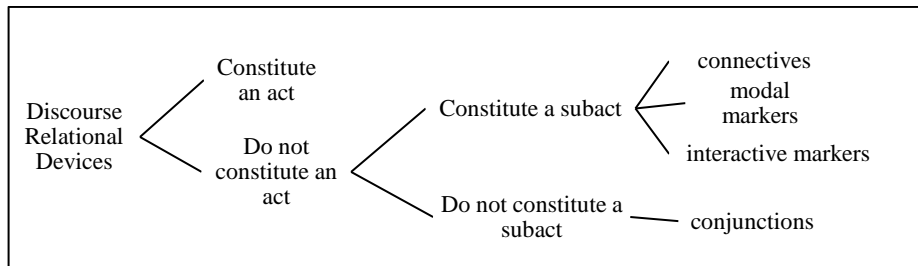 Discourse
Relational
Devices
Constitute
an act
Do not
constitute an
act
Constitute a subact
Do not constitute a
subact
connectives
modal
markers
interactive markers
conjunctions